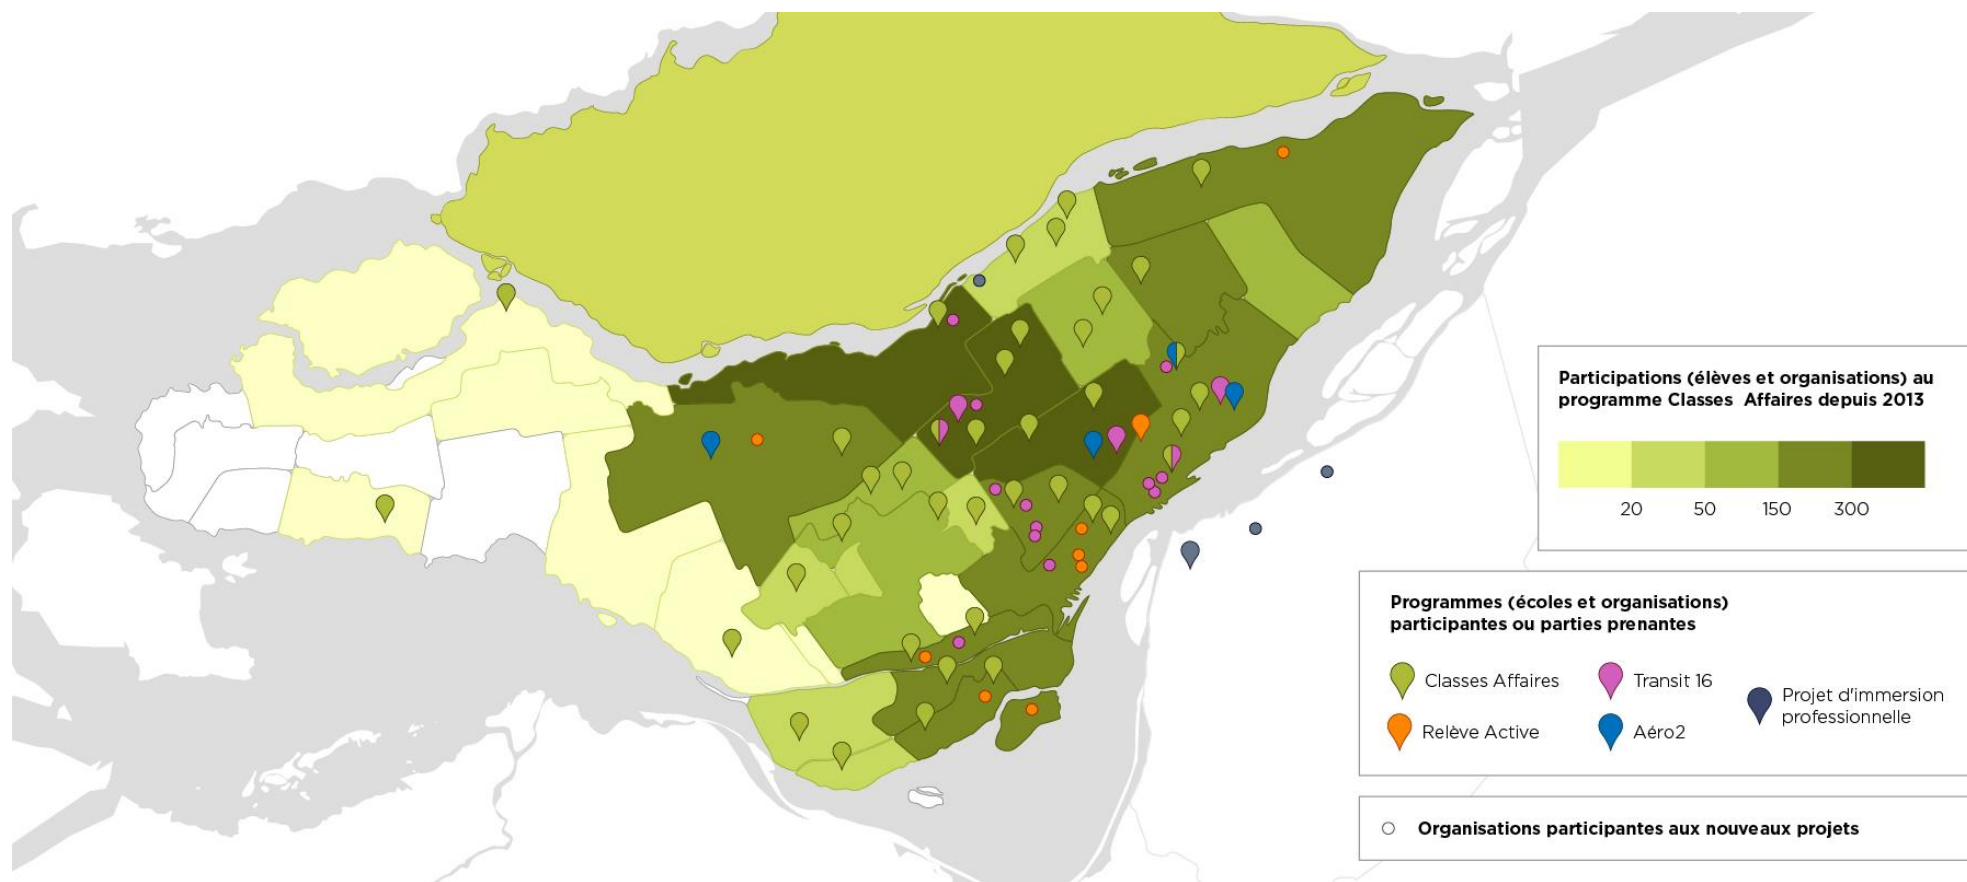 Participations (élèves et organisations) au
programme Classes Affaires depuis 2013
20 50 150 300
Programmes (écoles et organisations)
participantes ou parties prenantes
Classes Affaires
Transit 16
Projet d'immersion
professionnelle
Relève Active
Aéro2
Organisations participantes aux nouveaux projets